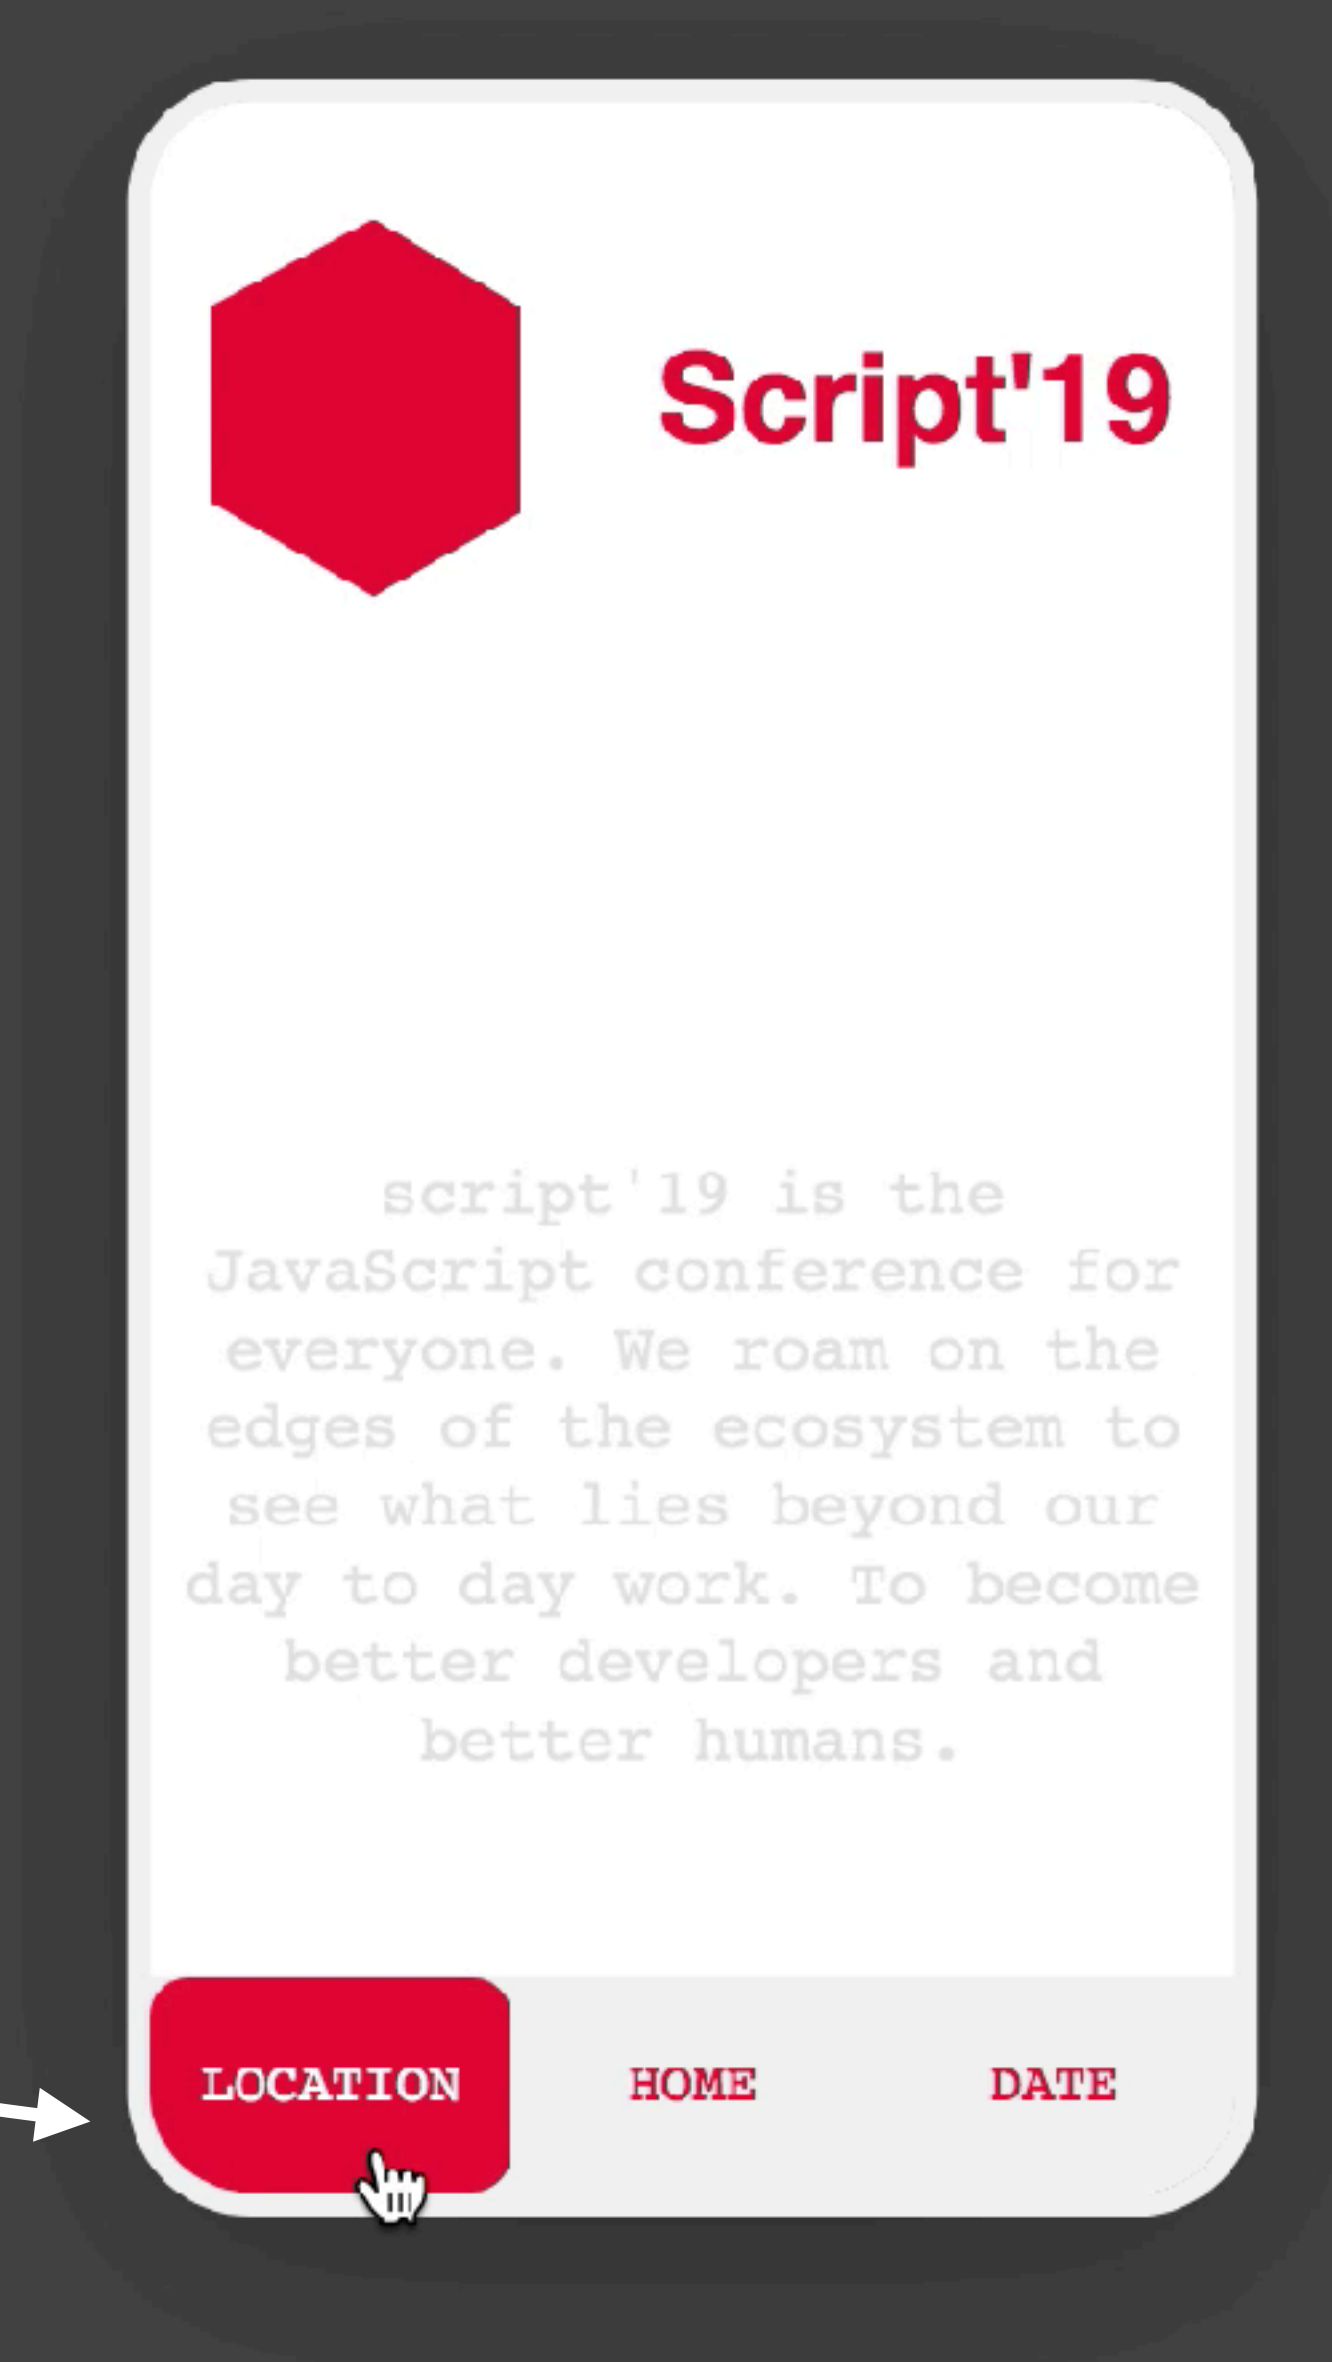 Script'19
script'19 is the
JavaScript conference for
everyone. We roam on the
edges of the ecosystem to
see what lies beyond our
day to day work. To become
better developers and
better humans.
LOCATION HOME DATE